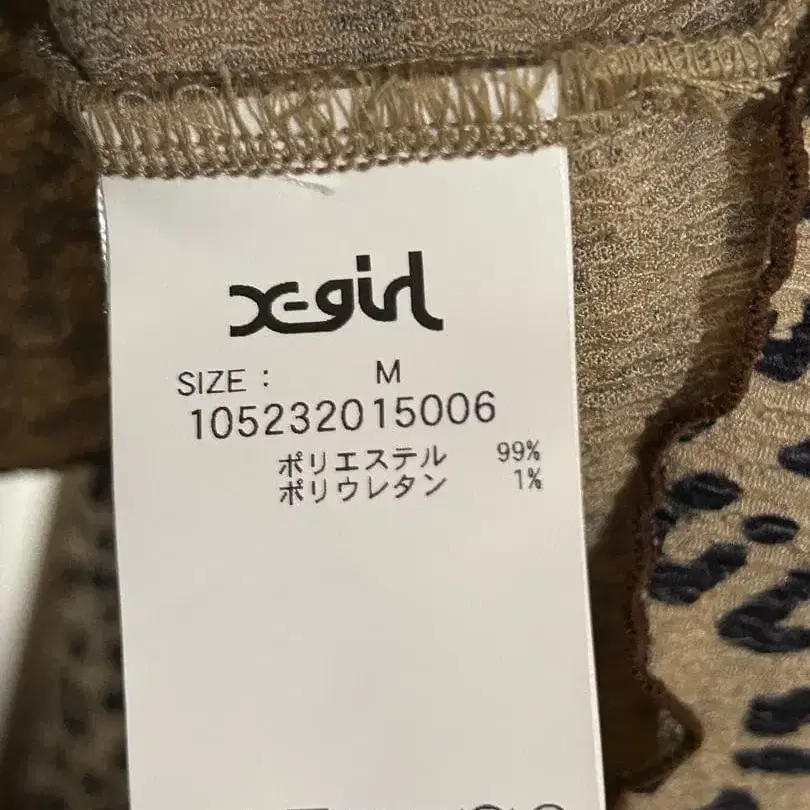 X-girl
SIZE : M
105232015006
ポリエステル 99%
ポリウレタン 1%